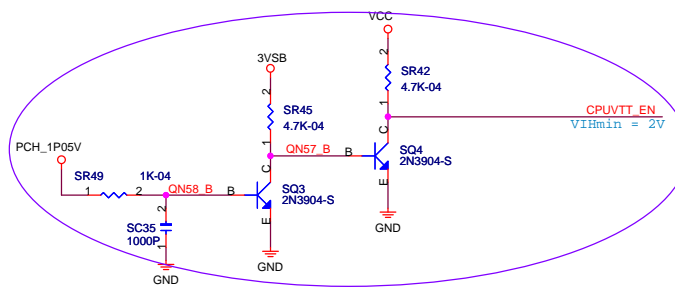 VCC
2
SR42
4.7K-04
1
3VSB
2
SR45
4.7K-04
1
CPUVTT_EN
VIHmin = 2V
PCH_1P05V
SR49
1K-04
1
2
QN58_B
B
C
SQ3
2N3904-S
E
QN57_B
B
C
SQ4
2N3904-S
E
GND
2
SC35
1000P
1
GND
GND